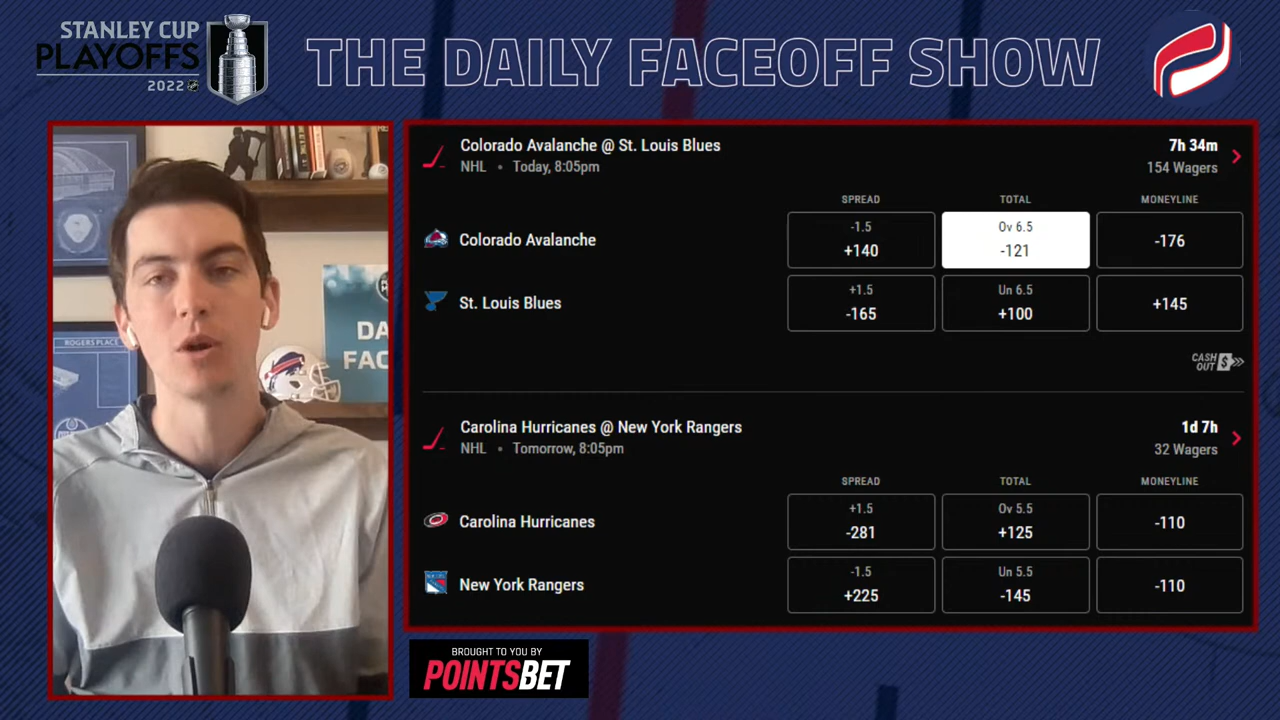 STANLEY CUP
PLAYOFFS
2022
THE DAILY FACEOFF SHOW
ROGERS PLACE
DA
FAC
Colorado Avalanche @ St. Louis Blues
7h 34m
NHL • Today, 8:05pm
154 Wagers
SPREAD TOTAL MONEYLINE
-1.5 Ov 6.5
Colorado Avalanche +140 -121 -176
+1.5 Un 6.5
St. Louis Blues -165 +100 +145
CASH
OUT $
Carolina Hurricanes @ New York Rangers
1d 7h
NHL • Tomorrow, 8:05pm
32 Wagers
SPREAD TOTAL MONEYLINE
+1.5 Ov 5.5
Carolina Hurricanes -281 +125 -110
-1.5 Un 5.5
New York Rangers +225 -145 -110
BROUGHT TO YOU BY
POINTSBET